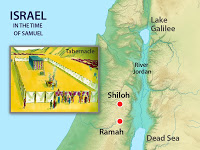 ISRAEL
IN THE TIME
OF SAMUEL
Tabernacle
Lake
Galilee
River
Jordan
Shiloh
Ramah
Dead Sea